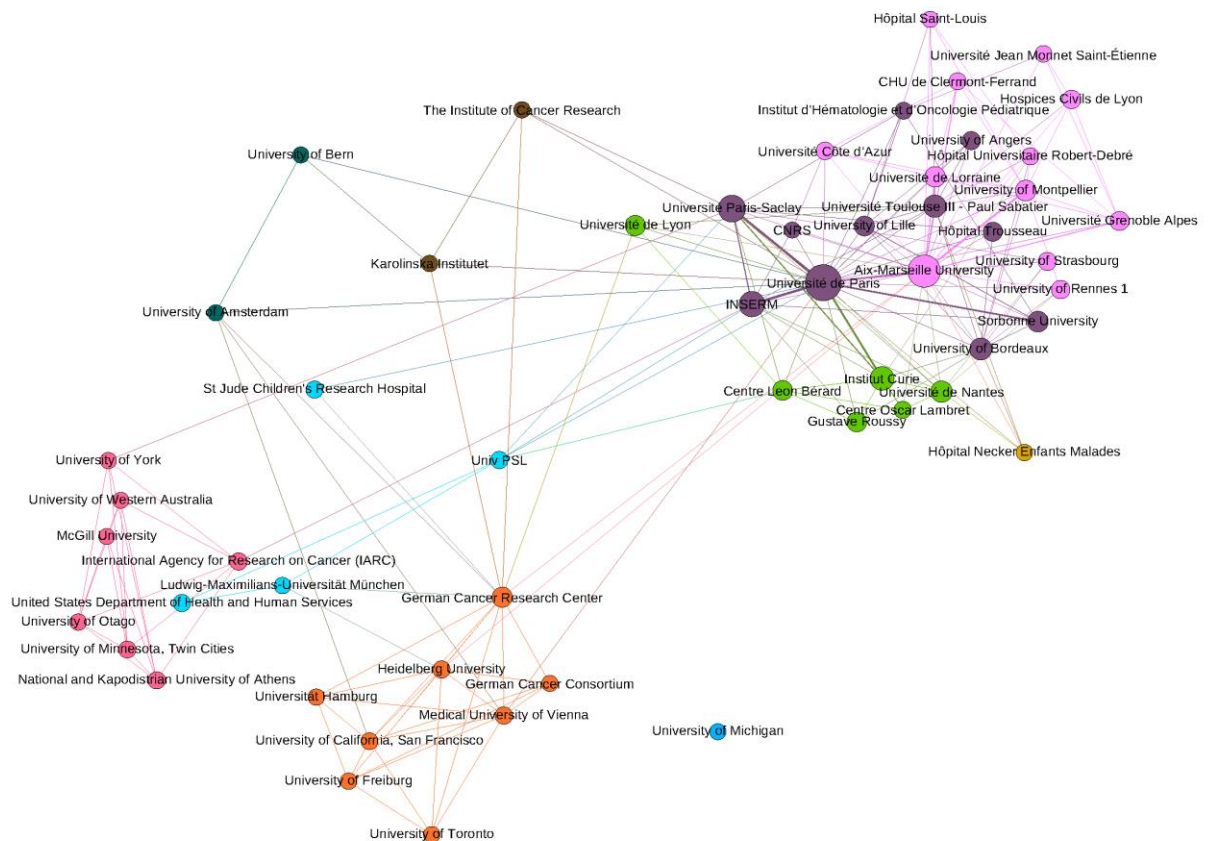 Hôpital Saint-Louis
Université Jean Monnet Saint-Étienne
CHU de Clermont-Ferrand
Hospices Civils de Lyon
The Institute of Cancer Research
Institut d'Hématologie et d'Oncologie Pédiatrique
University of Angers
University of Bern
Université Côte d'Azur
Hôpital Universitaire Robert-Debré
Université de Lorraine
University of Montpellier
Université Paris-Saclay
Université Toulouse III - Paul Sabatier
Université Grenoble Alpes
Université de Lyon
CNRS
University of Lille
Hôpital Trousseau
Karolinska Institutet
University of Strasbourg
Aix-Marseille University
Université de Paris
University of Rennes 1
INSERM
University of Amsterdam
Sorbonne University
University of Bordeaux
St Jude Children's Research Hospital
Institut Curie
Centre Leon Bérard
Université de Nantes
Centre Oscar Lambret
Gustave Roussy
Hôpital Necker Enfants Malades
University of York
Univ PSL
University of Western Australia
McGill University
International Agency for Research on Cancer (IARC)
Ludwig-Maximilians-Universität München
United States Department of Health and Human Services
German Cancer Research Center
University of Otago
University of Minnesota, Twin Cities
National and Kapodistrian University of Athens
Heidelberg University
German Cancer Consortium
Universität Hamburg
Medical University of Vienna
University of Michigan
University of California, San Francisco
University of Freiburg
University of Toronto